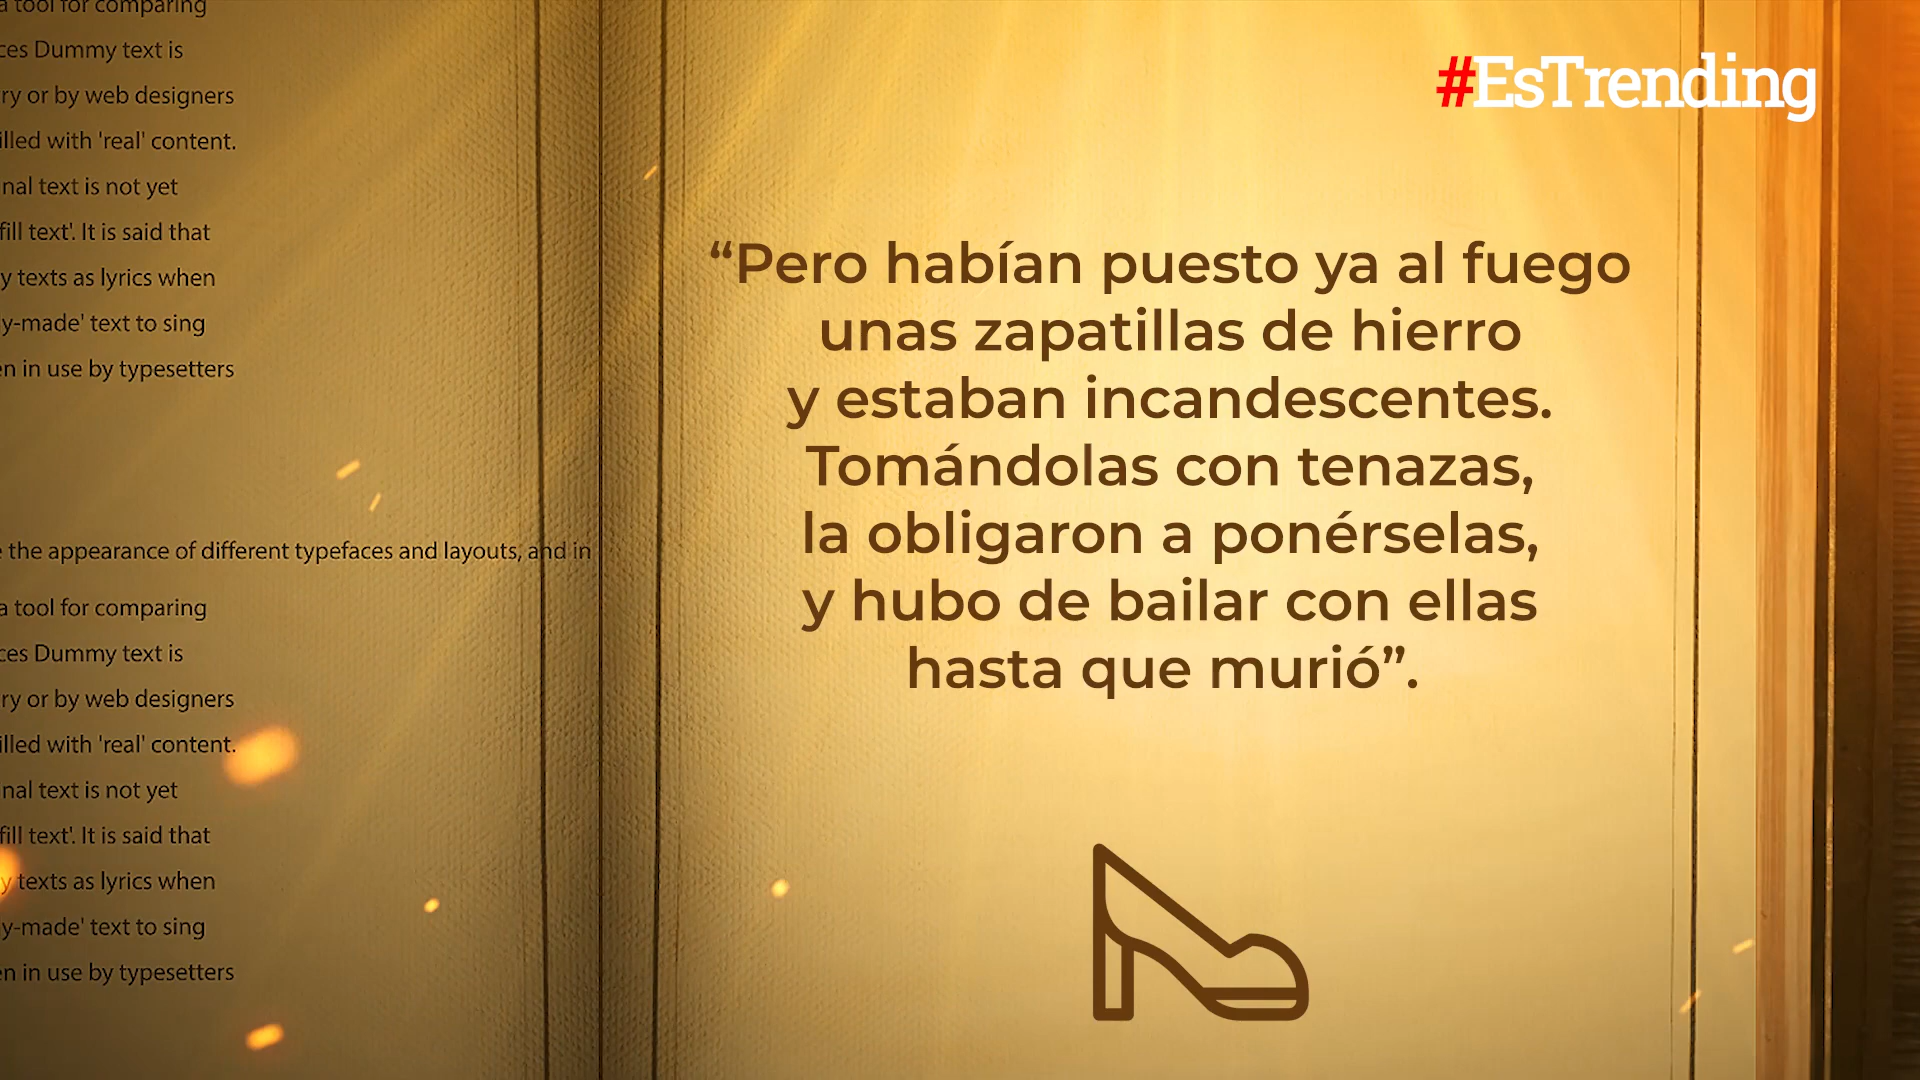 a tool for comparing
ces Dummy text is
ry or by web designers
illed with 'real' content.
nal text is not yet
fill text'. It is said that
y texts as lyrics when
y-made' text to sing
en in use by typesetters
e the appearance of different typefaces and layouts, and in
a tool for comparing
ces Dummy text is
ry or by web designers
illed with 'real' content.
nal text is not yet
fill text'. It is said that
y texts as lyrics when
y-made' text to sing
en in use by typesetters
#EsTrending
“Pero habían puesto ya al fuego
unas zapatillas de hierro
y estaban incandescentes.
Tomándolas con tenazas,
la obligaron a ponérselas,
y hubo de bailar con ellas
hasta que murió”.